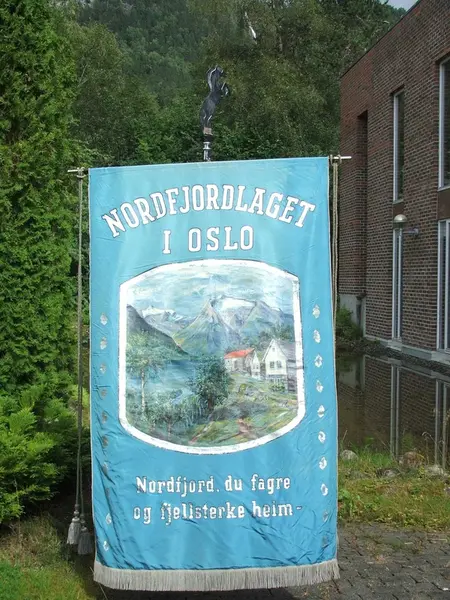 NORDFJORDLAGET
I OSLO
Nordfjord, du fagre
og fjellsterke heim-